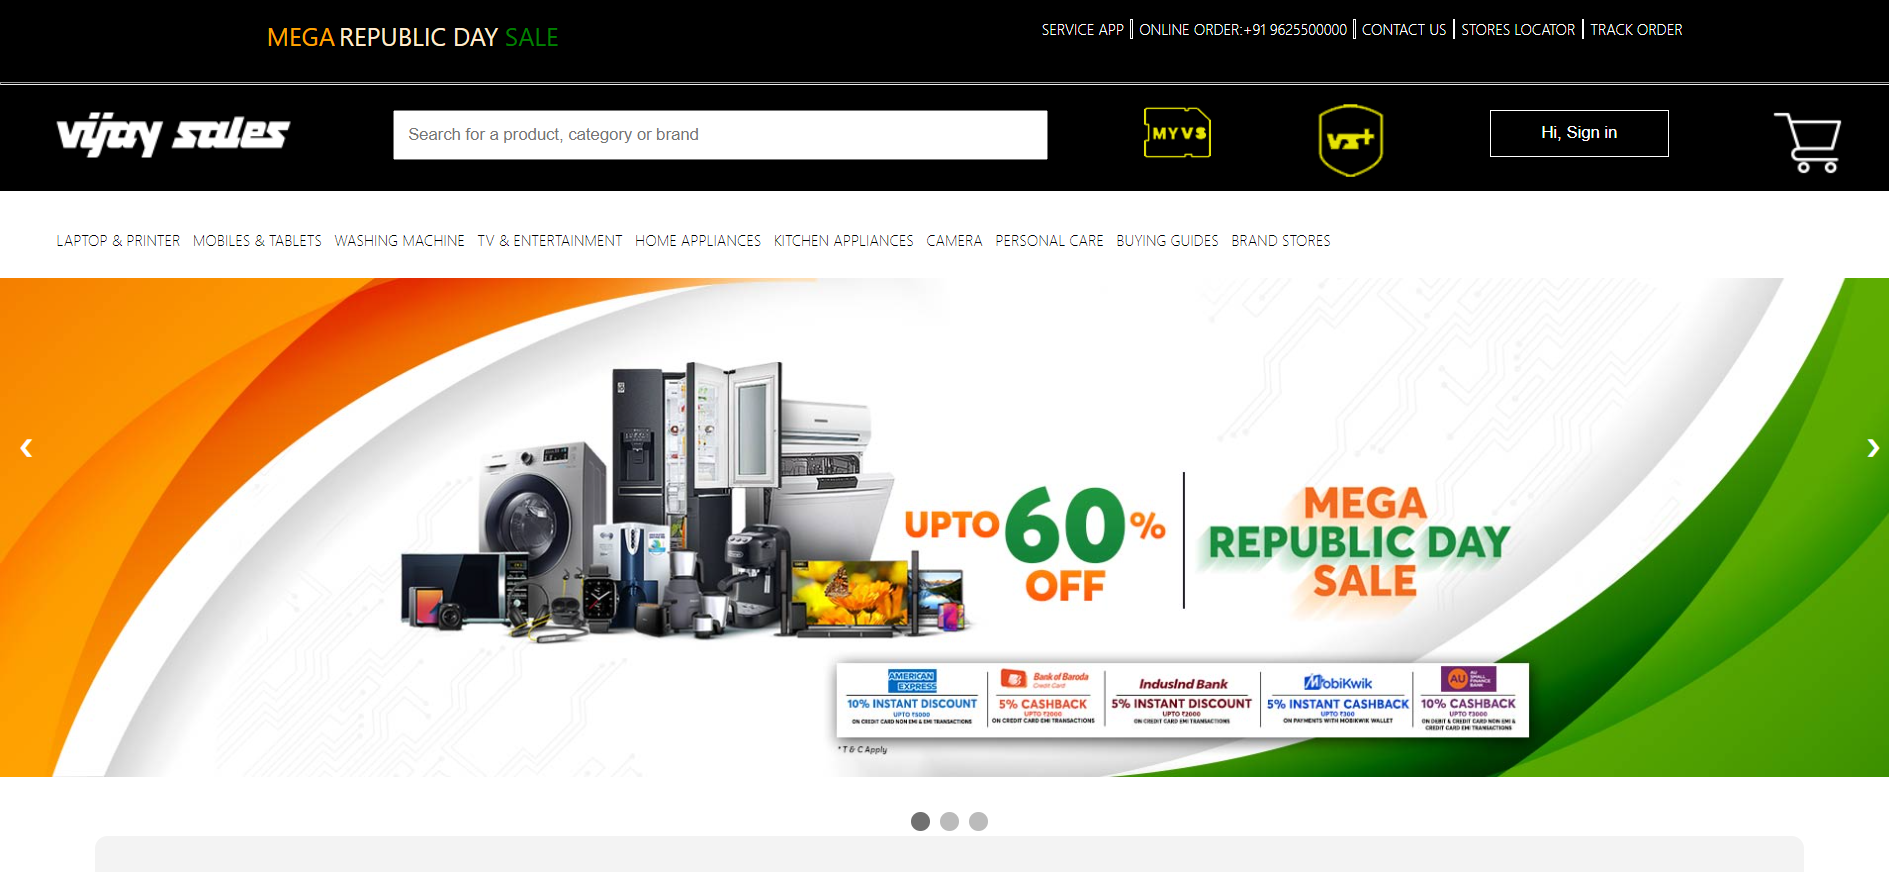 MEGA REPUBLIC DAY SALE
SERVICE APP ONLINE ORDER:+91 9625500000 CONTACT US STORES LOCATOR TRACK ORDER
vijay sales
Search for a product, category or brand
MYVS
VS+
Hi, Sign in
LAPTOP & PRINTER MOBILES & TABLETS WASHING MACHINE TV & ENTERTAINMENT HOME APPLIANCES KITCHEN APPLIANCES CAMERA PERSONAL CARE BUYING GUIDES BRAND STORES
UPTO 60%
OFF
MEGA
REPUBLIC DAY
SALE
AMERICAN
EXPRESS
10% INSTANT DISCOUNT
UPTO ₹5000
ON CREDIT CARD NON EMI & EMI TRANSACTIONS
Bank of Baroda
Credit Card
5% CASHBACK
UPTO ₹2000
ON CREDIT CARD EMI TRANSACTIONS
IndusInd Bank
5% INSTANT DISCOUNT
UPTO ₹2000
ON CREDIT CARD EMI TRANSACTIONS
MobiKwik
5% INSTANT CASHBACK
UPTO ₹300
ON PAYMENTS WITH MOBIKWIK WALLET
AU
AU
SMALL
FINANCE
BANK
10% CASHBACK
UPTO ₹3000
ON DEBIT & CREDIT CARD NON EMI &
CREDIT CARD EMI TRANSACTIONS
*T & C Apply